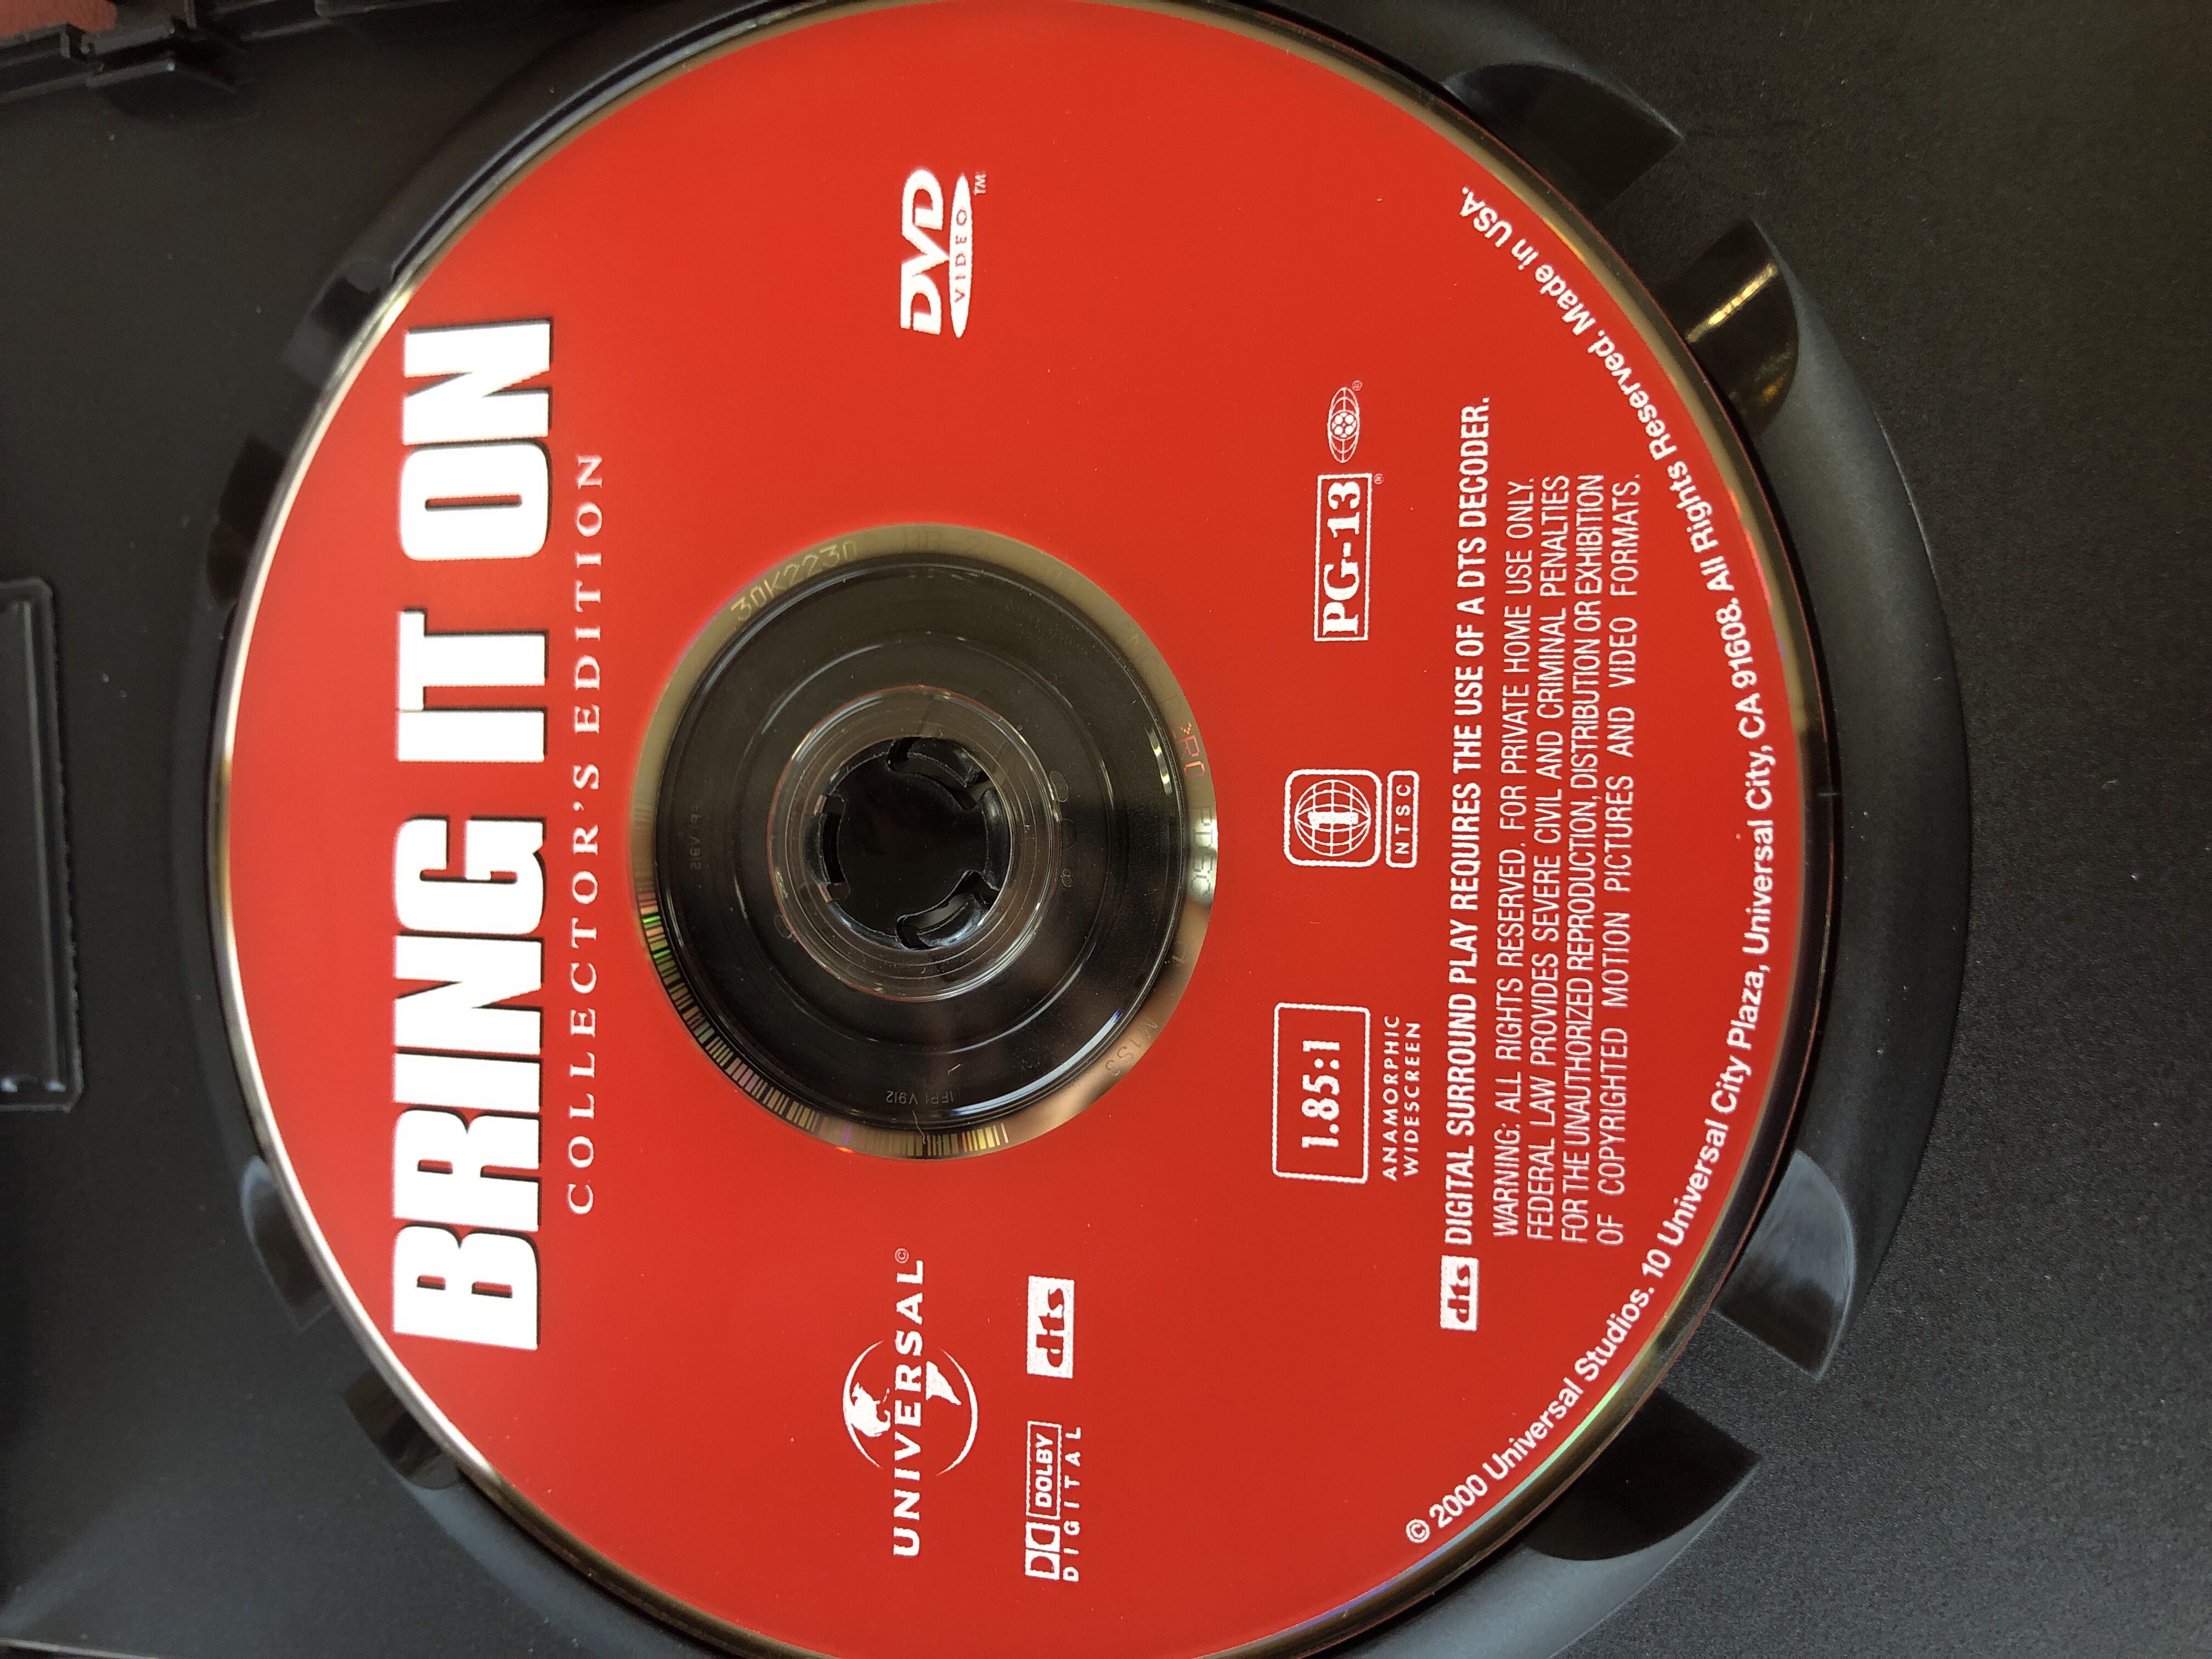 BRING IT ON
COLLECTOR'S EDITION
UNIVERSAL©
DVD
VIDEO™
DOLBY
DIGITAL
dts
30K2230
IFPI V912
1.85:1
ANAMORPHIC
WIDESCREEN
1
NTSC
PG-13®
®
dts DIGITAL SURROUND PLAY REQUIRES THE USE OF A DTS DECODER.
WARNING: ALL RIGHTS RESERVED. FOR PRIVATE HOME USE ONLY.
FEDERAL LAW PROVIDES SEVERE CIVIL AND CRIMINAL PENALTIES
FOR THE UNAUTHORIZED REPRODUCTION, DISTRIBUTION OR EXHIBITION
OF COPYRIGHTED MOTION PICTURES AND VIDEO FORMATS.
© 2000 Universal Studios. 10 Universal City Plaza, Universal City, CA 91608. All Rights Reserved. Made in USA.